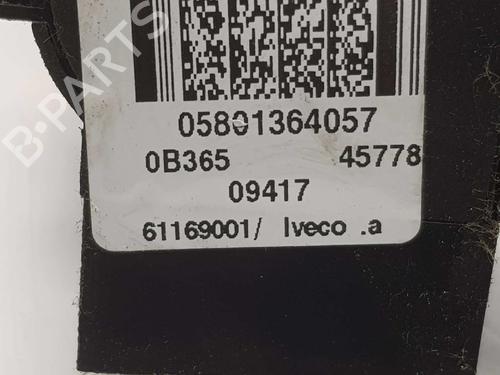 05801364057
0B365 45778
09417
61169001/ Iveco .a
B-PARTS